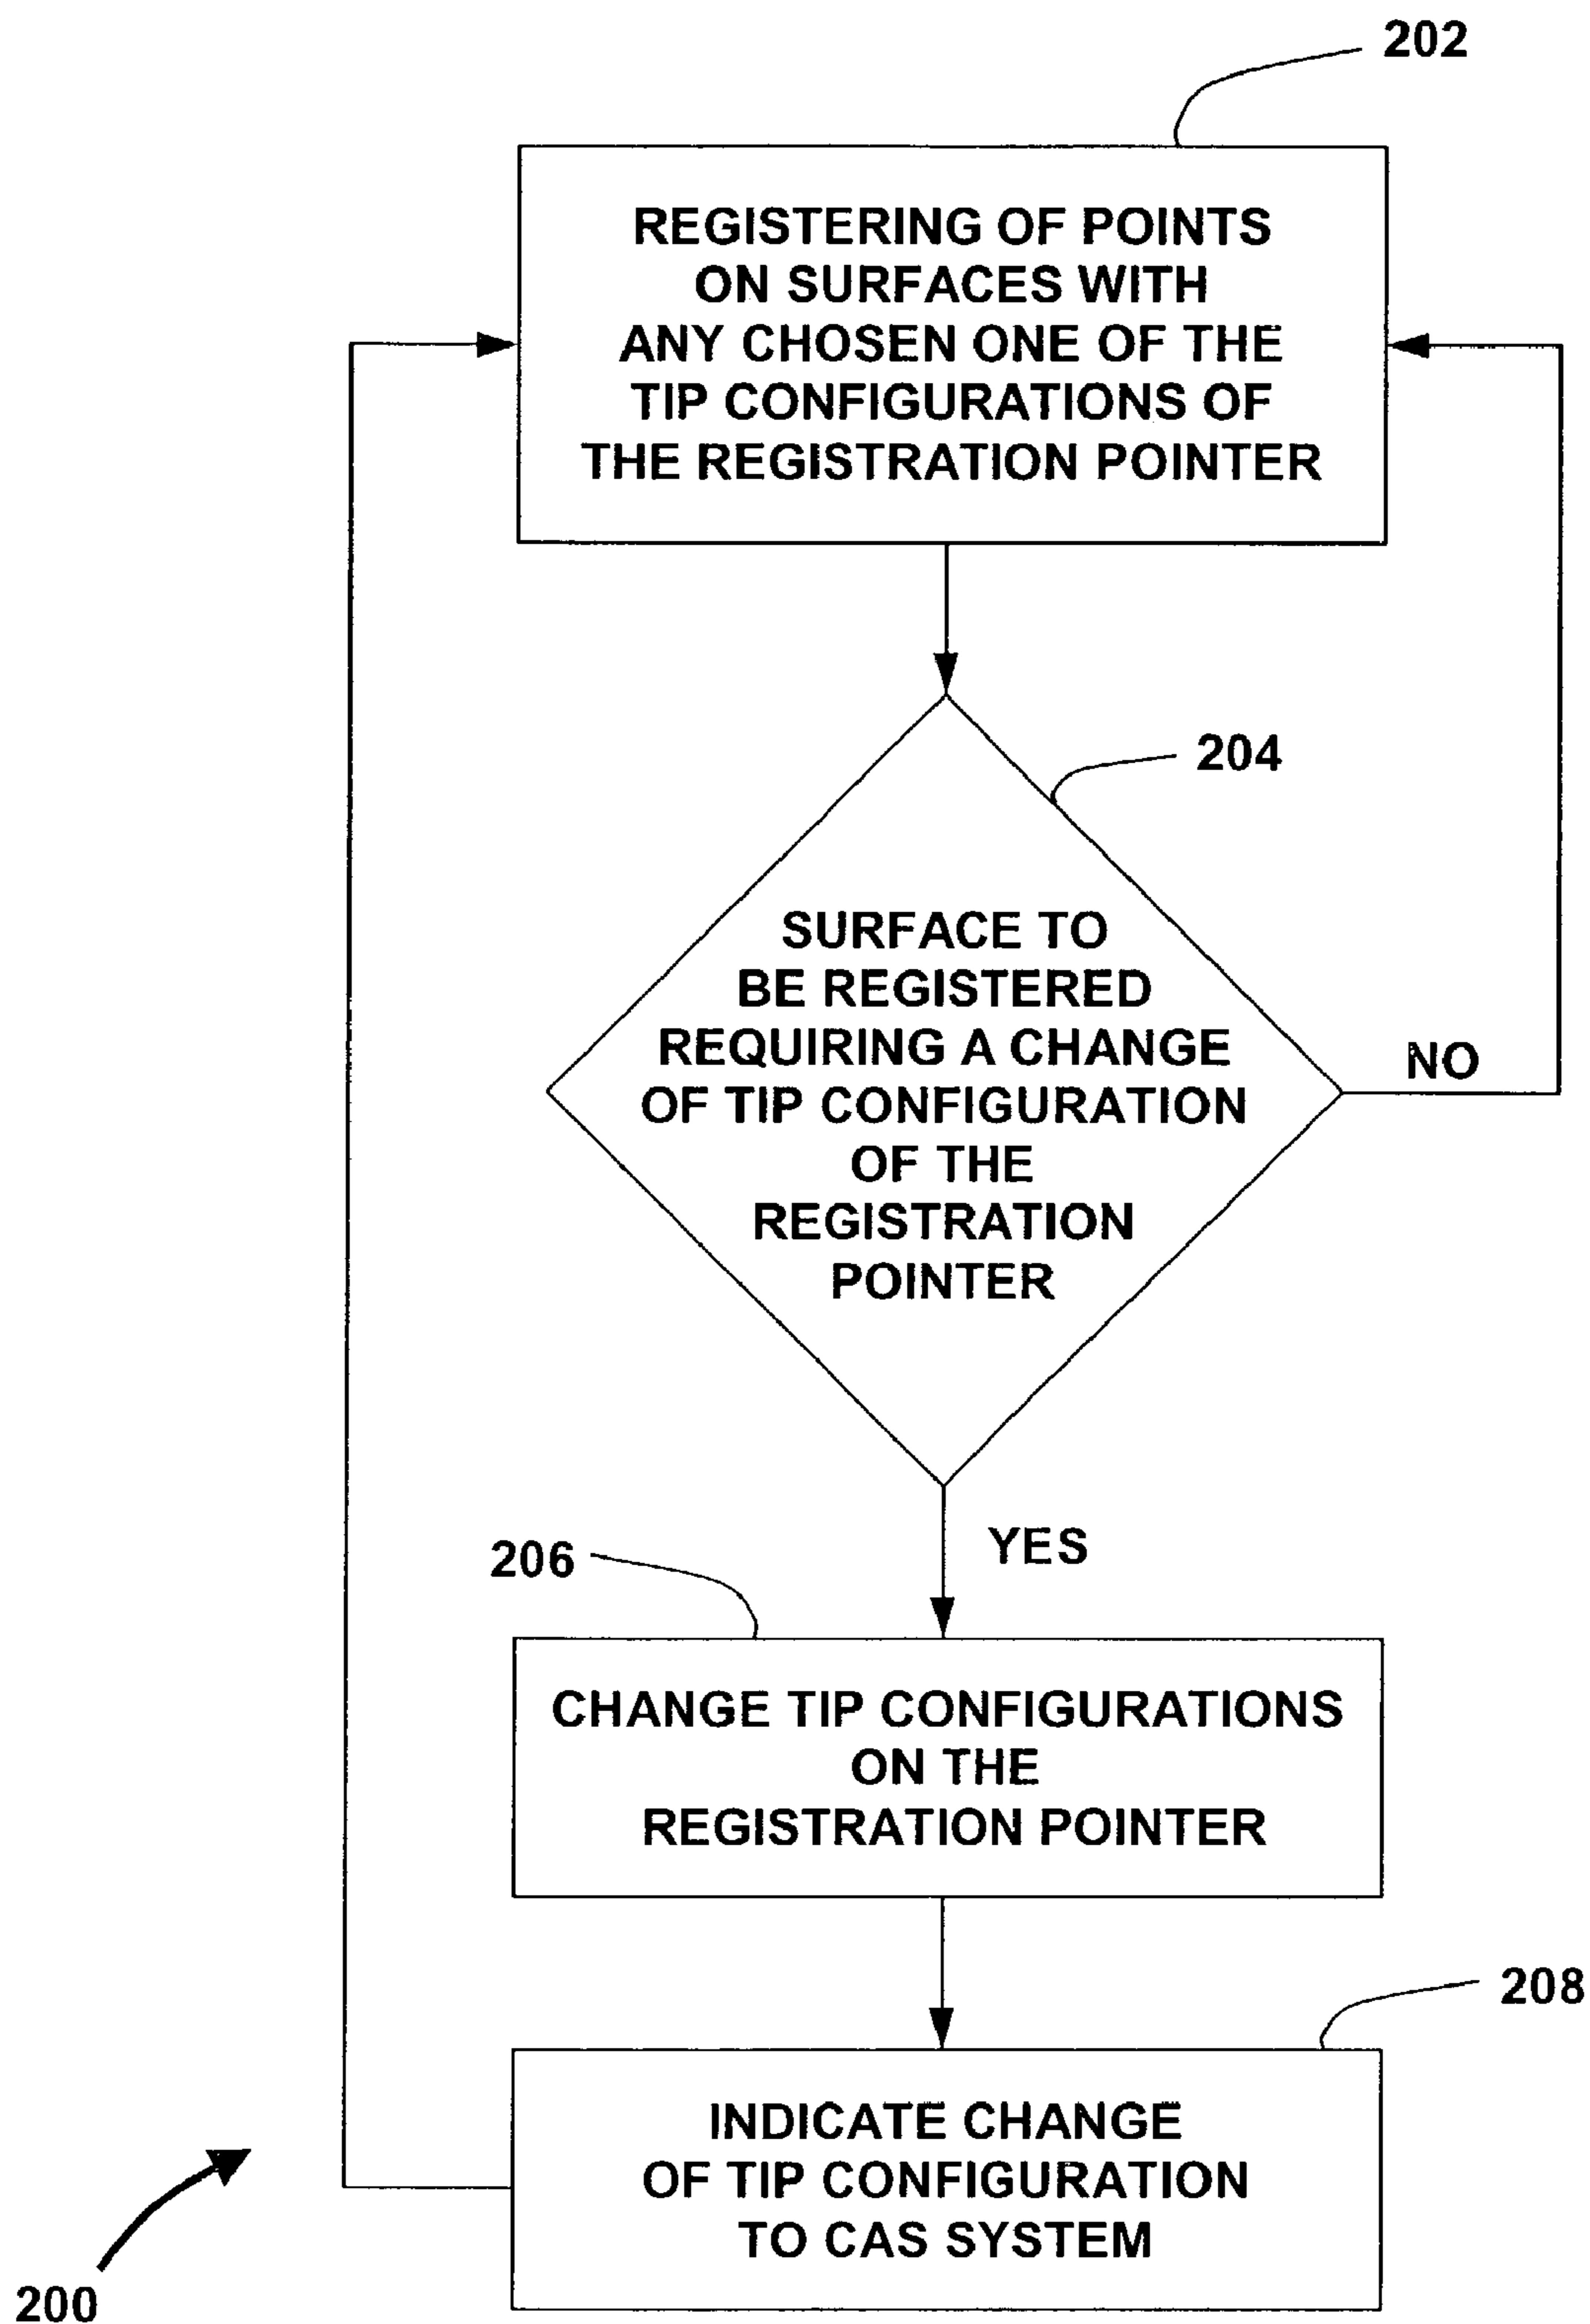 202
REGISTERING OF POINTS
ON SURFACES WITH
ANY CHOSEN ONE OF THE
TIP CONFIGURATIONS OF
THE REGISTRATION POINTER
204
SURFACE TO
BE REGISTERED
REQUIRING A CHANGE
OF TIP CONFIGURATION
OF THE
REGISTRATION
POINTER
NO
YES
206
CHANGE TIP CONFIGURATIONS
ON THE
REGISTRATION POINTER
208
INDICATE CHANGE
OF TIP CONFIGURATION
TO CAS SYSTEM
200